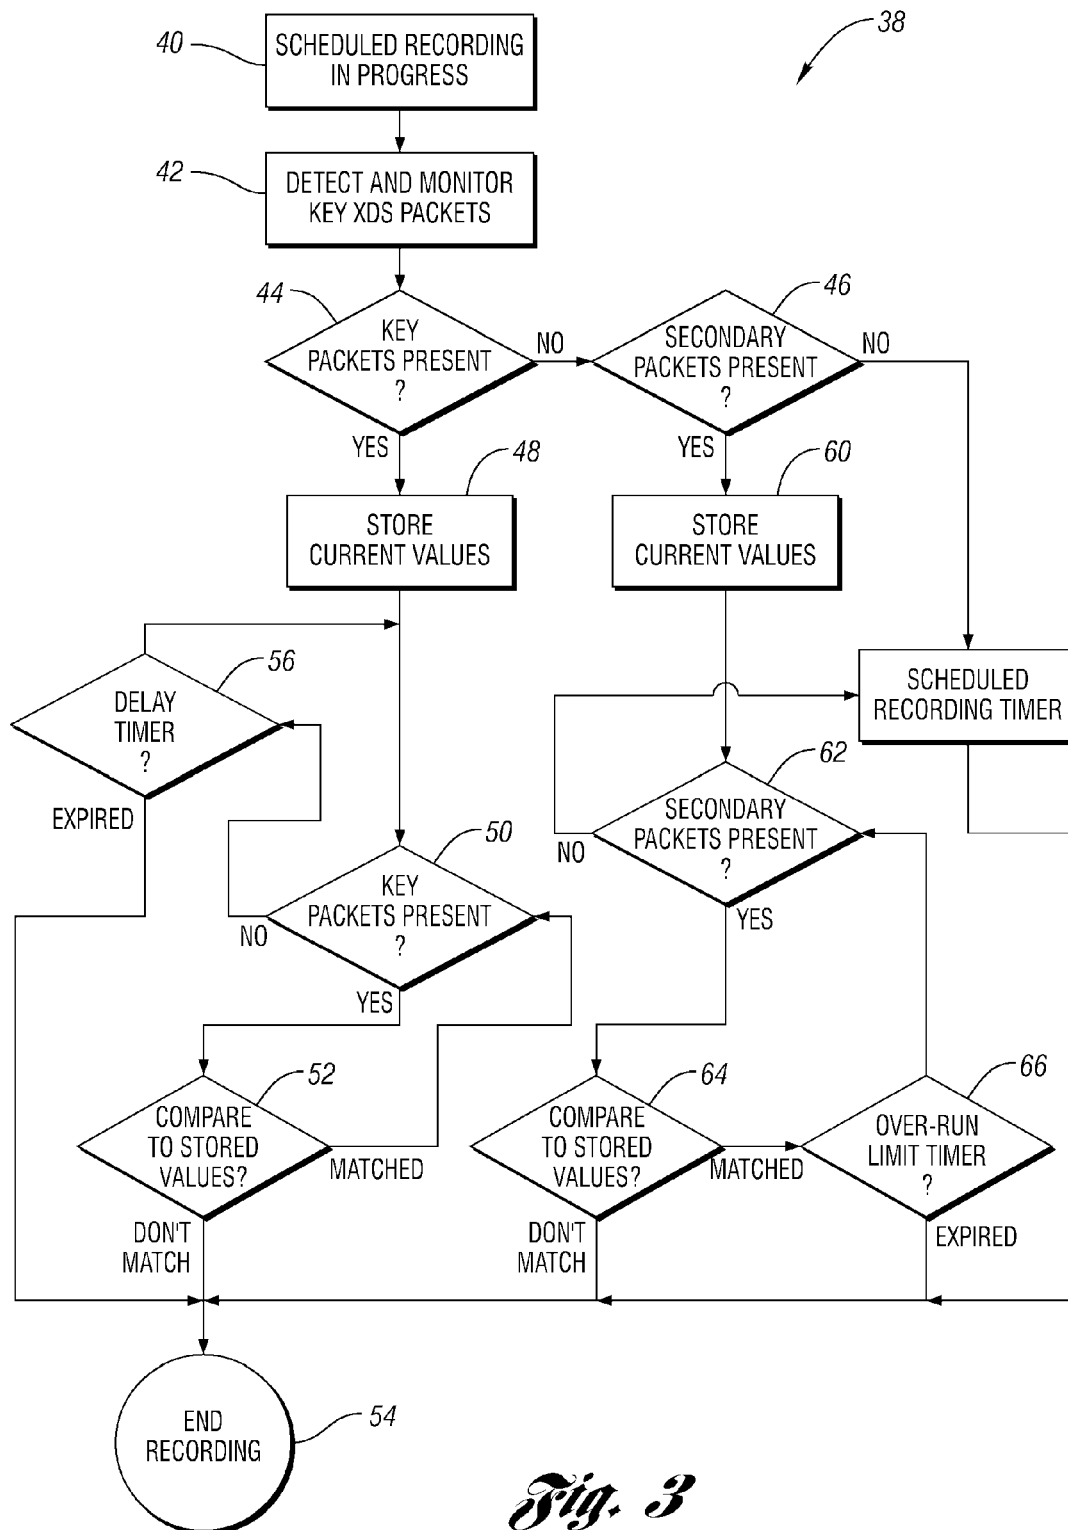 40
SCHEDULED RECORDING
IN PROGRESS
38
42
DETECT AND MONITOR
KEY XDS PACKETS
44
KEY
PACKETS PRESENT
?
NO
YES
46
SECONDARY
PACKETS PRESENT
?
NO
YES
48
STORE
CURRENT VALUES
60
STORE
CURRENT VALUES
56
DELAY
TIMER
?
EXPIRED
SCHEDULED
RECORDING TIMER
62
SECONDARY
PACKETS PRESENT
?
NO
YES
50
KEY
PACKETS PRESENT
?
NO
YES
52
COMPARE
TO STORED
VALUES?
MATCHED
DON'T
MATCH
64
COMPARE
TO STORED
VALUES?
MATCHED
DON'T
MATCH
66
OVER-RUN
LIMIT TIMER
?
EXPIRED
END
RECORDING
54
Fig. 3